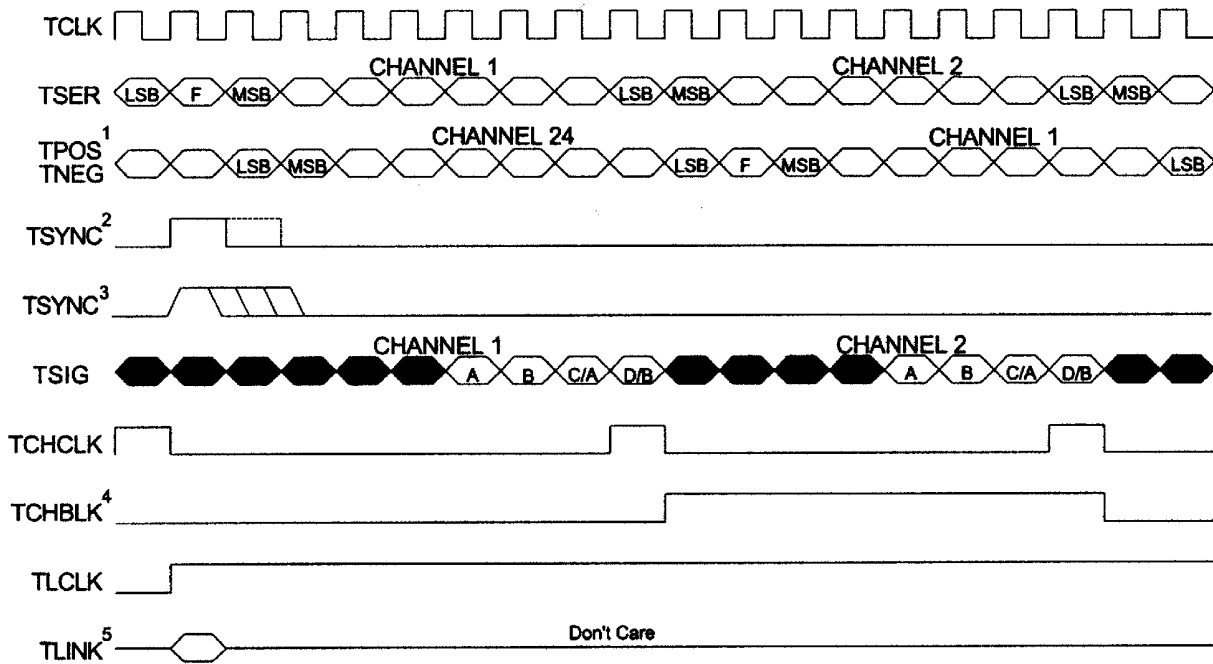 TCLK
CHANNEL 1 CHANNEL 2
TSER LSB F MSB LSB MSB LSB MSB
CHANNEL 24 CHANNEL 1
TPOS1
TNEG LSB MSB LSB F MSB LSB
TSYNC2
TSYNC3
CHANNEL 1 CHANNEL 2
TSIG A B C/A D/B A B C/A D/B
TCHCLK
TCHBLK4
TLCLK
Don't Care
TLINK5